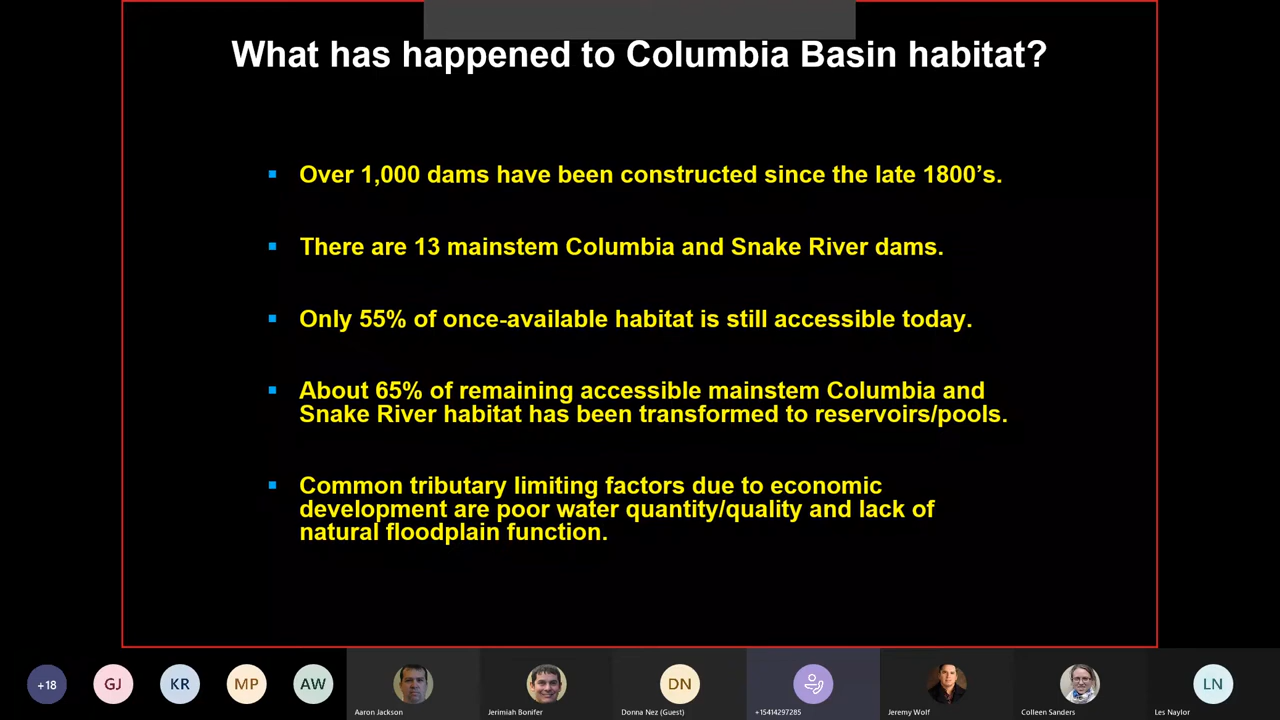 What has happened to Columbia Basin habitat?
Over 1,000 dams have been constructed since the late 1800’s.
There are 13 mainstem Columbia and Snake River dams.
Only 55% of once-available habitat is still accessible today.
About 65% of remaining accessible mainstem Columbia and
Snake River habitat has been transformed to reservoirs/pools.
Common tributary limiting factors due to economic
development are poor water quantity/quality and lack of
natural floodplain function.
+18
GJ
KR
MP
AW
Aaron Jackson
Jerimiah Bonifer
DN
Donna Nez (Guest)
+15414297285
Jeremy Wolf
Colleen Sanders
LN
Les Naylor